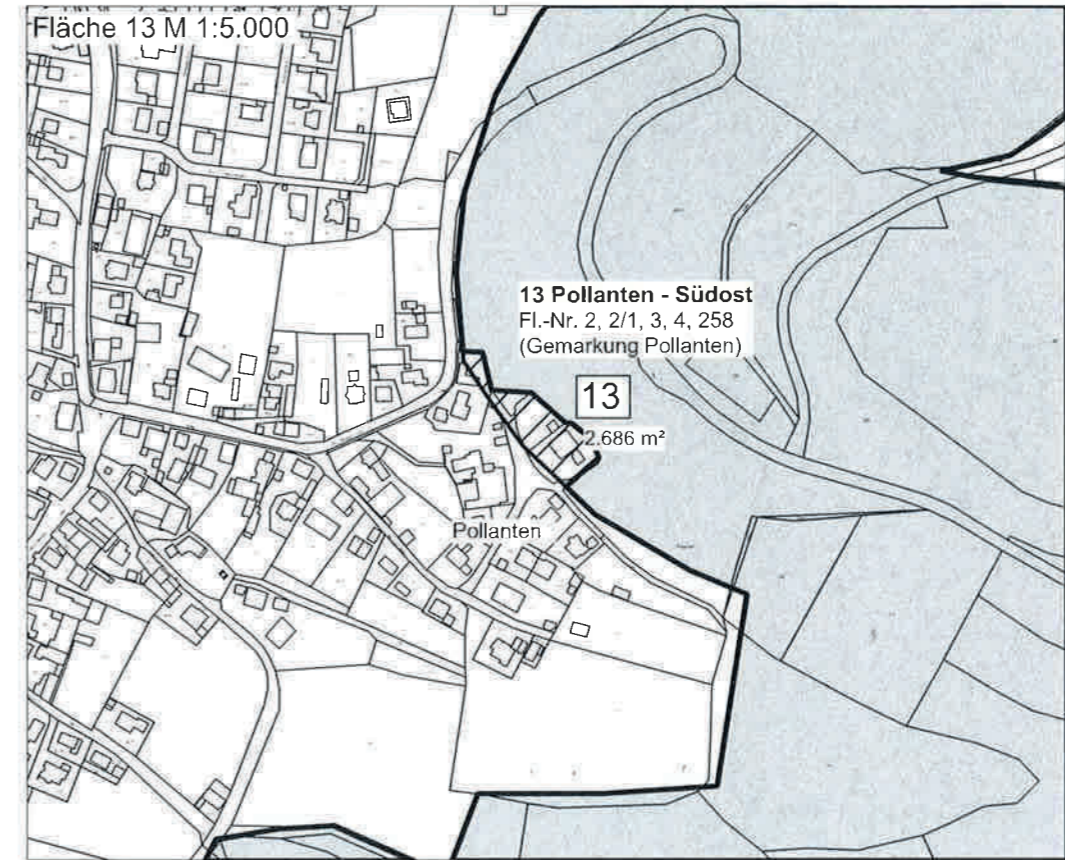 Fläche 13 M 1:5.000
13 Pollanten - Südost
Fl.-Nr. 2, 2/1, 3, 4, 258
(Gemarkung Pollanten)
13
2.686 m²
Pollanten